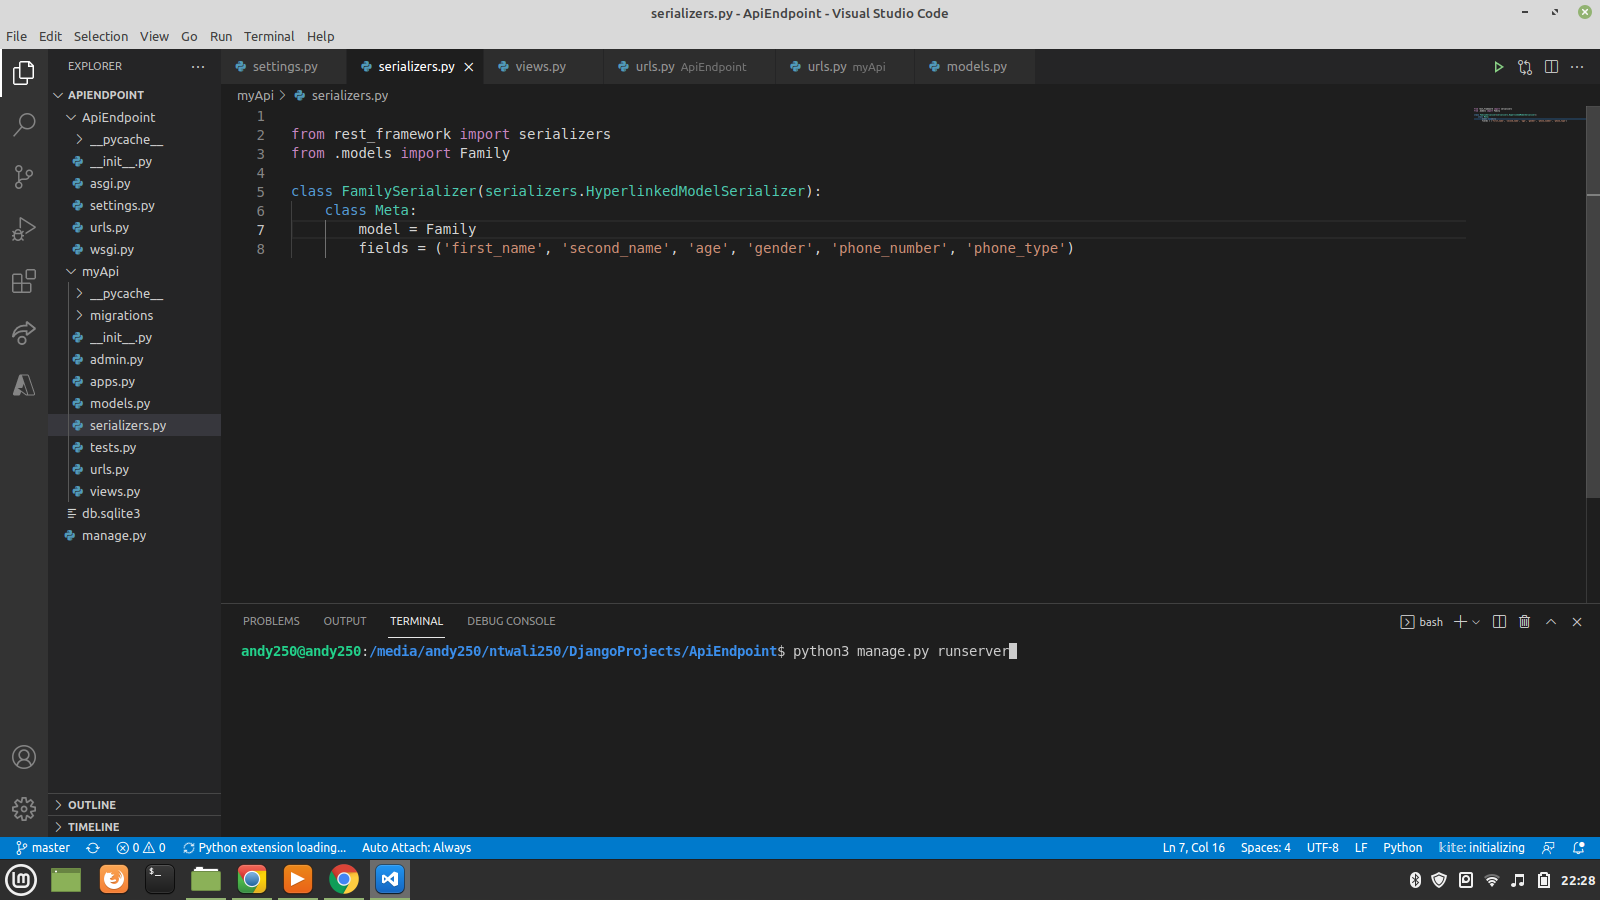 serializers.py - ApiEndpoint - Visual Studio Code
File Edit Selection View Go Run Terminal Help
EXPLORER
settings.py serializers.py views.py urls.py ApiEndpoint urls.py myApi models.py
APIENDPOINT
ApiEndpoint
__pycache__
__init__.py
asgi.py
settings.py
urls.py
wsgi.py
myApi
__pycache__
migrations
__init__.py
admin.py
apps.py
models.py
serializers.py
tests.py
urls.py
views.py
db.sqlite3
manage.py
OUTLINE
TIMELINE
myApi > serializers.py
1
2 from rest_framework import serializers
3 from .models import Family
4
5 class FamilySerializer(serializers.HyperlinkedModelSerializer):
6 class Meta:
7 model = Family
8 fields = ('first_name', 'second_name', 'age', 'gender', 'phone_number', 'phone_type')
PROBLEMS OUTPUT TERMINAL DEBUG CONSOLE
bash
andy250@andy250:/media/andy250/ntwali250/DjangoProjects/ApiEndpoint$ python3 manage.py runserver
master 0 0 Python extension loading... Auto Attach: Always Ln 7, Col 16 Spaces: 4 UTF-8 LF Python kite: initializing
22:28